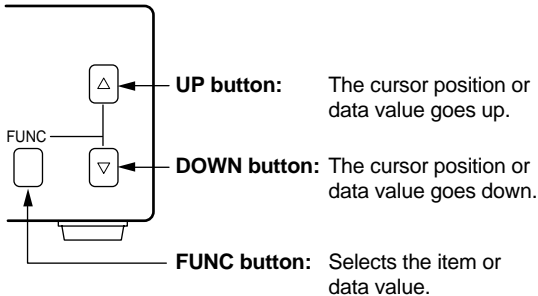 UP button: The cursor position or
data value goes up.
FUNC
DOWN button: The cursor position or
data value goes down.
FUNC button: Selects the item or
data value.